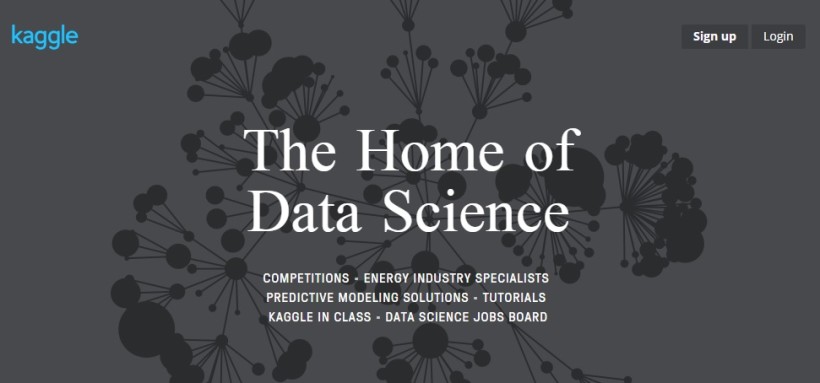 kaggle
Sign up
Login
The Home of
Data Science
COMPETITIONS - ENERGY INDUSTRY SPECIALISTS
PREDICTIVE MODELING SOLUTIONS - TUTORIALS
KAGGLE IN CLASS - DATA SCIENCE JOBS BOARD